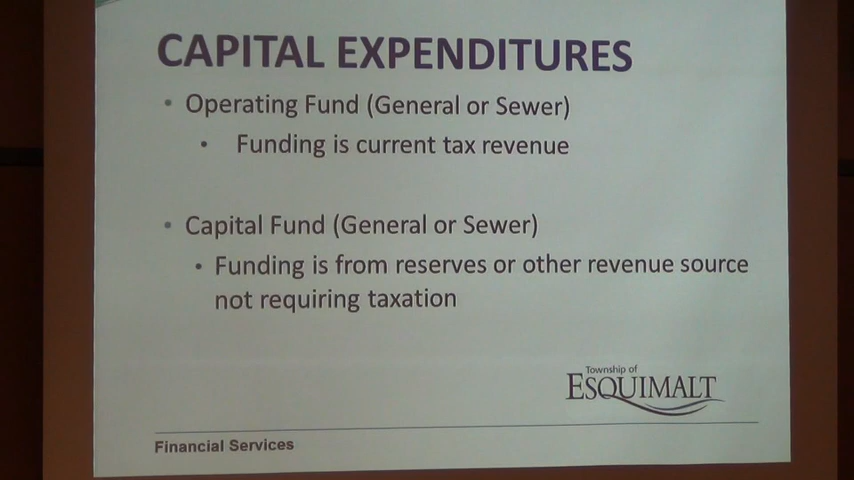 CAPITAL EXPENDITURES
• Operating Fund (General or Sewer)
• Funding is current tax revenue
• Capital Fund (General or Sewer)
• Funding is from reserves or other revenue source
not requiring taxation
Township of
ESQUIMALT
Financial Services